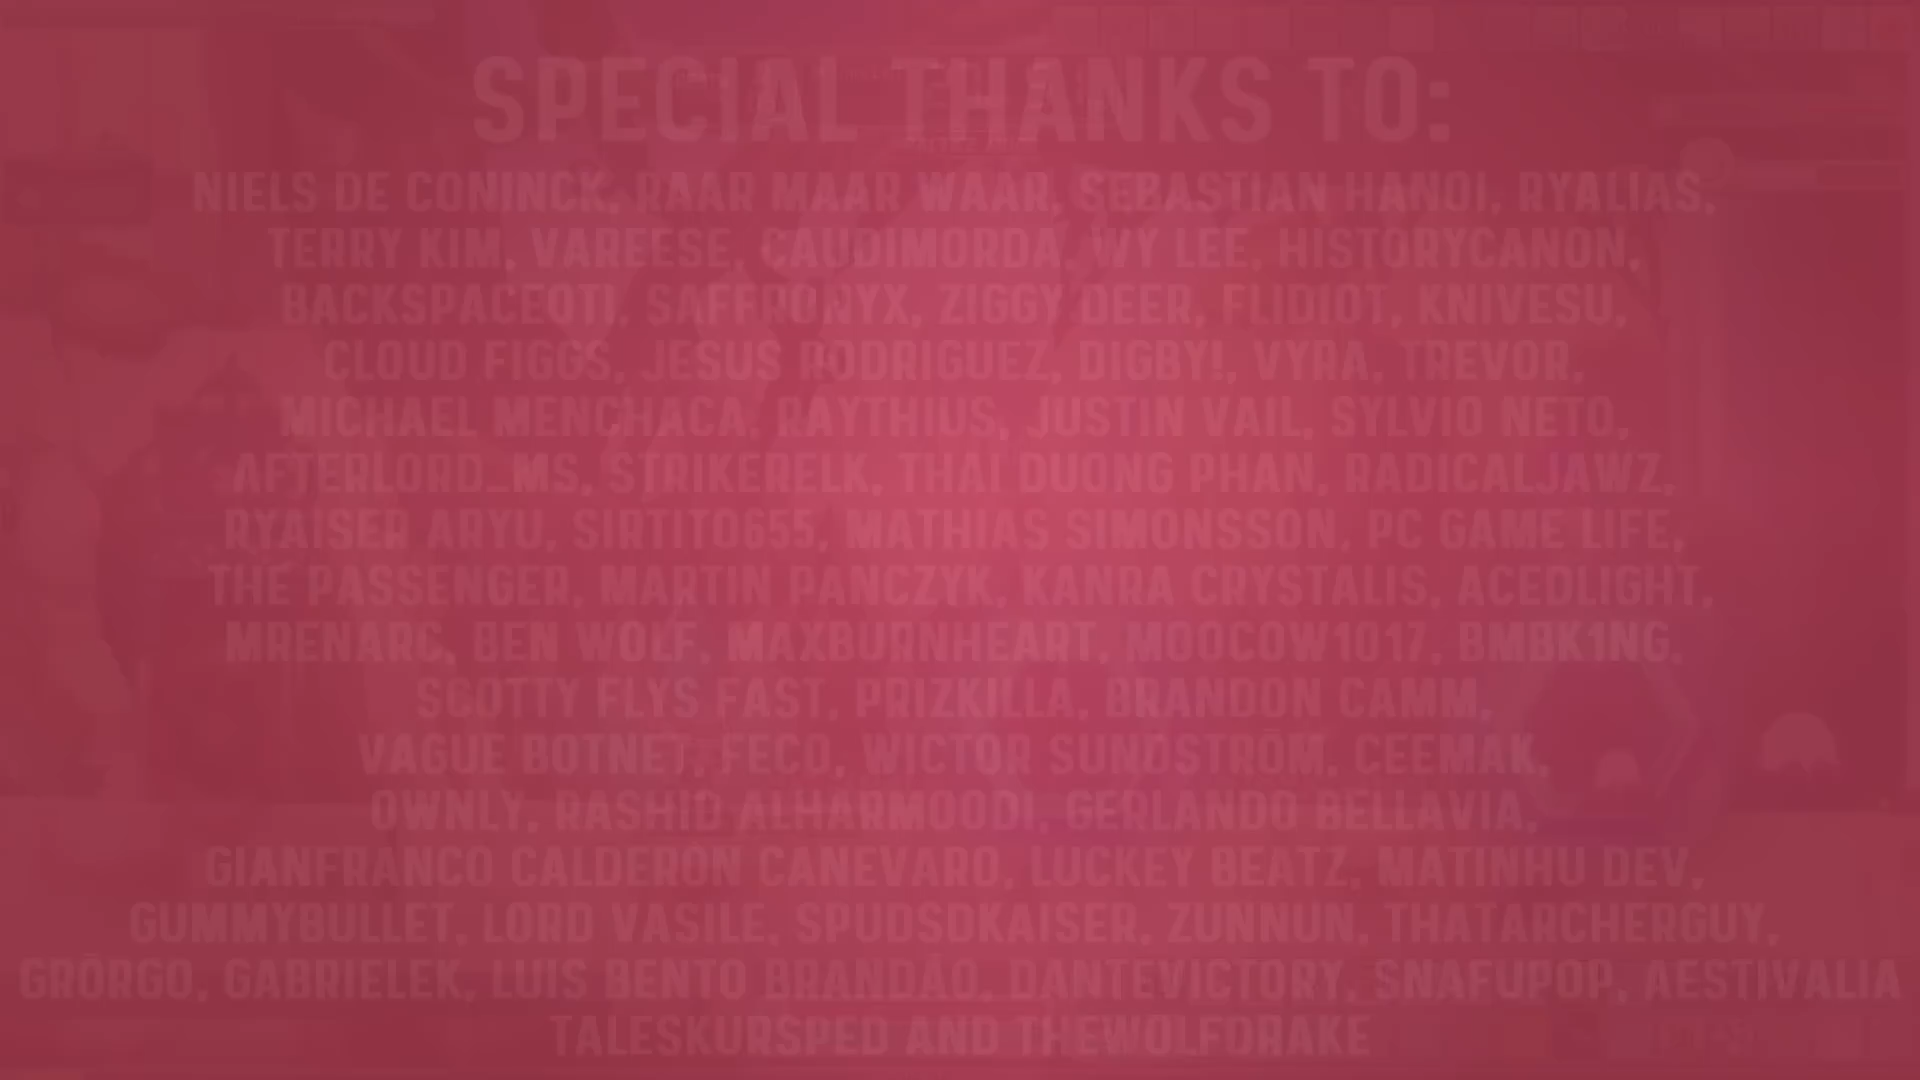 SPECIAL THANKS TO:
NIELS DE CONINCK, RAAR MAAR WAAR, SEBASTIAN HANOI, RYALIAS,
TERRY KIM, VAREESE, CAUDIMORDA, WY LEE, HISTORYCANON,
BACKSPACEOTI, SAFFRONYX, ZIGGY DEER, FLIDIOT, KNIVESU,
CLOUD FIGGS, JESUS RODRIGUEZ, DIGBY!, VYRA, TREVOR,
MICHAEL MENCHACA, RAYTHIUS, JUSTIN VAIL, SYLVIO NETO,
AFTERLORD_MS, STRIKERELK, THAI DUONG PHAN, RADICALJAWZ,
RYAISER ARYU, SIRTITO655, MATHIAS SIMONSSON, PC GAME LIFE,
THE PASSENGER, MARTIN PANCZYK, KANRA CRYSTALIS, ACEDLIGHT,
MRENARC, BEN WOLF, MAXBURNHEART, MOOCOW1017, BMBK1NG,
SCOTTY FLYS FAST, PRIZKILLA, BRANDON CAMM,
VAGUE BOTNET, FECO, WICTOR SUNDSTRÖM, CEEMAK,
OWNLY, RASHID ALHARMOODI, GERLANDO BELLAVIA,
GIANFRANCO CALDERON CANEVARO, LUCKEY BEATZ, MATINHU DEV,
GUMMYBULLET, LORD VASILE, SPUDSDKAISER, ZUNNUN, THATARCHERGUY,
GRÖRGO, GABRIELEK, LUIS BENTO BRANDÃO, DANTEVICTORY, SNAFUPOP, AESTIVALIA
TALESKURSPED AND THEWOLFDRAKE